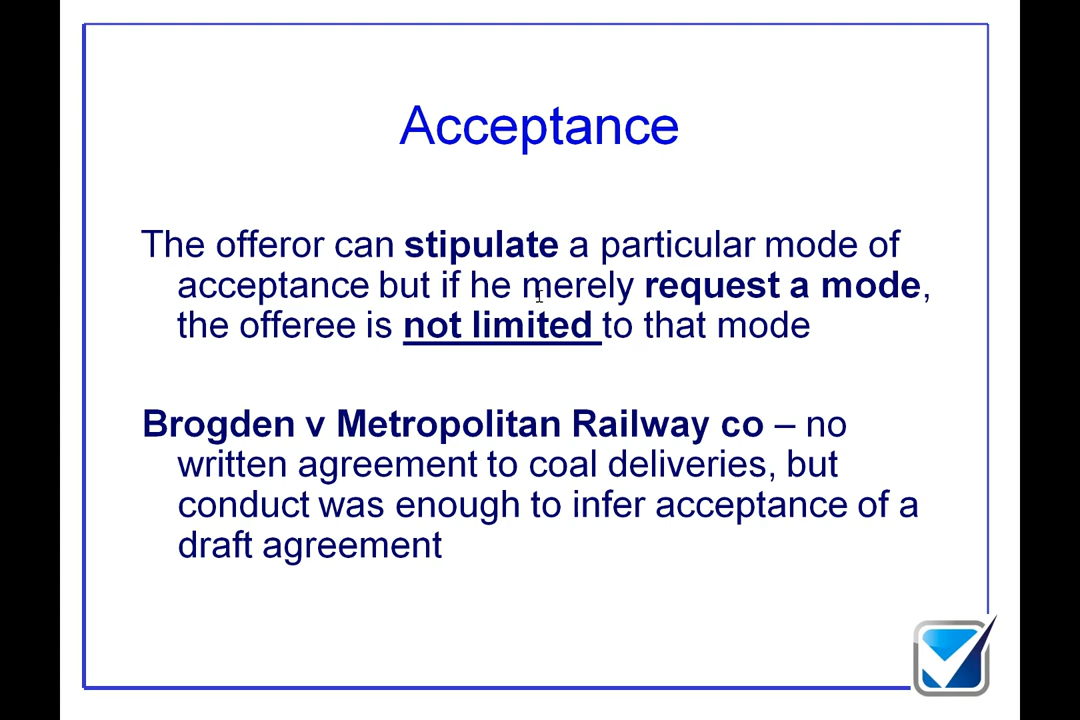 Acceptance
The offeror can stipulate a particular mode of
acceptance but if he merely request a mode,
the offeree is not limited to that mode
Brogden v Metropolitan Railway co – no
written agreement to coal deliveries, but
conduct was enough to infer acceptance of a
draft agreement